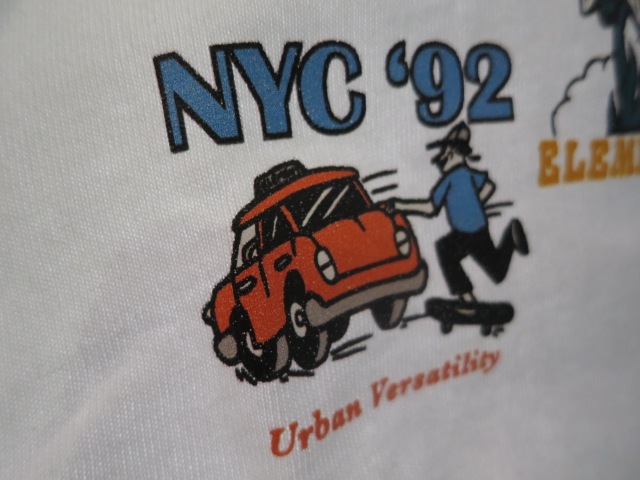 NYC ‘92
Urban Versatility